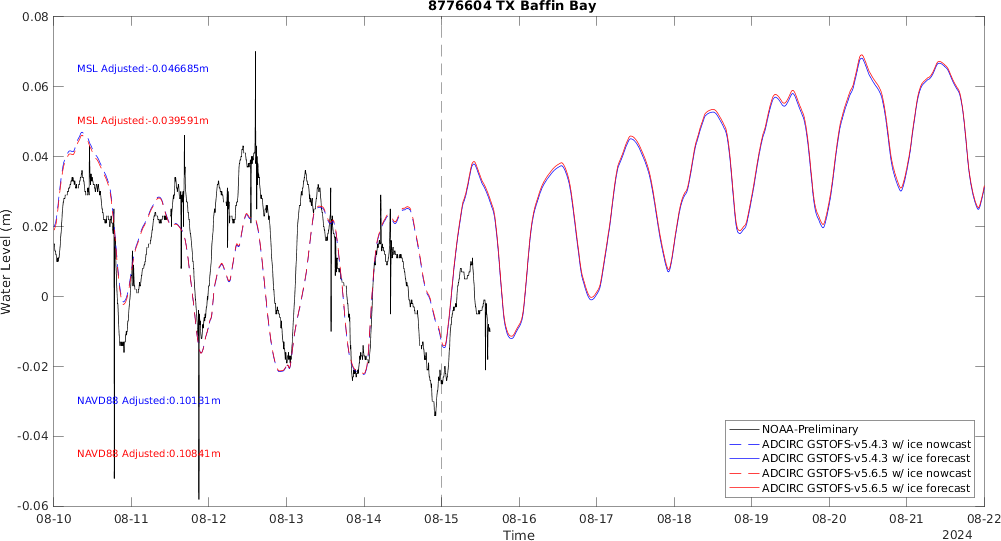 8776604 TX Baffin Bay
0.08
0.06
0.04
0.02
0
-0.02
-0.04
-0.06
Water Level (m)
MSL Adjusted:-0.046685m
MSL Adjusted:-0.039591m
NAVD88 Adjusted:0.10131m
NAVD88 Adjusted:0.10841m
NOAA-Preliminary
ADCIRC GSTOFS-v5.4.3 w/ ice nowcast
ADCIRC GSTOFS-v5.4.3 w/ ice forecast
ADCIRC GSTOFS-v5.6.5 w/ ice nowcast
ADCIRC GSTOFS-v5.6.5 w/ ice forecast
08-10 08-11 08-12 08-13 08-14 08-15 08-16 08-17 08-18 08-19 08-20 08-21 08-22
Time
2024